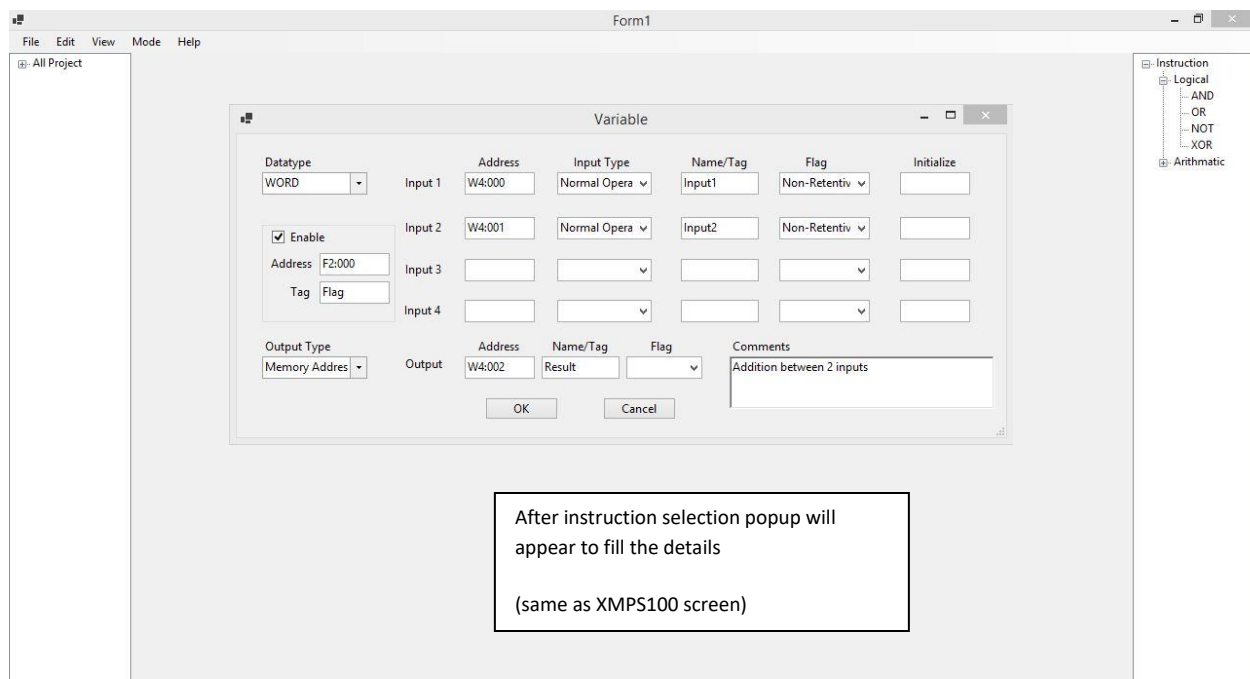 Form1
File Edit View Mode Help
All Project
Instruction
Logical
AND
OR
NOT
XOR
Arithmatic
Variable
Datatype Address Input Type Name/Tag Flag Initialize
WORD Input 1 W4:000 Normal Opera Input1 Non-Retentiv
Input 2 W4:001 Normal Opera Input2 Non-Retentiv
Enable
Address F2:000 Input 3
Tag Flag
Input 4
Output Type Address Name/Tag Flag Comments
Memory Addres Output W4:002 Result Addition between 2 inputs
OK Cancel
After instruction selection popup will
appear to fill the details
(same as XMPS100 screen)